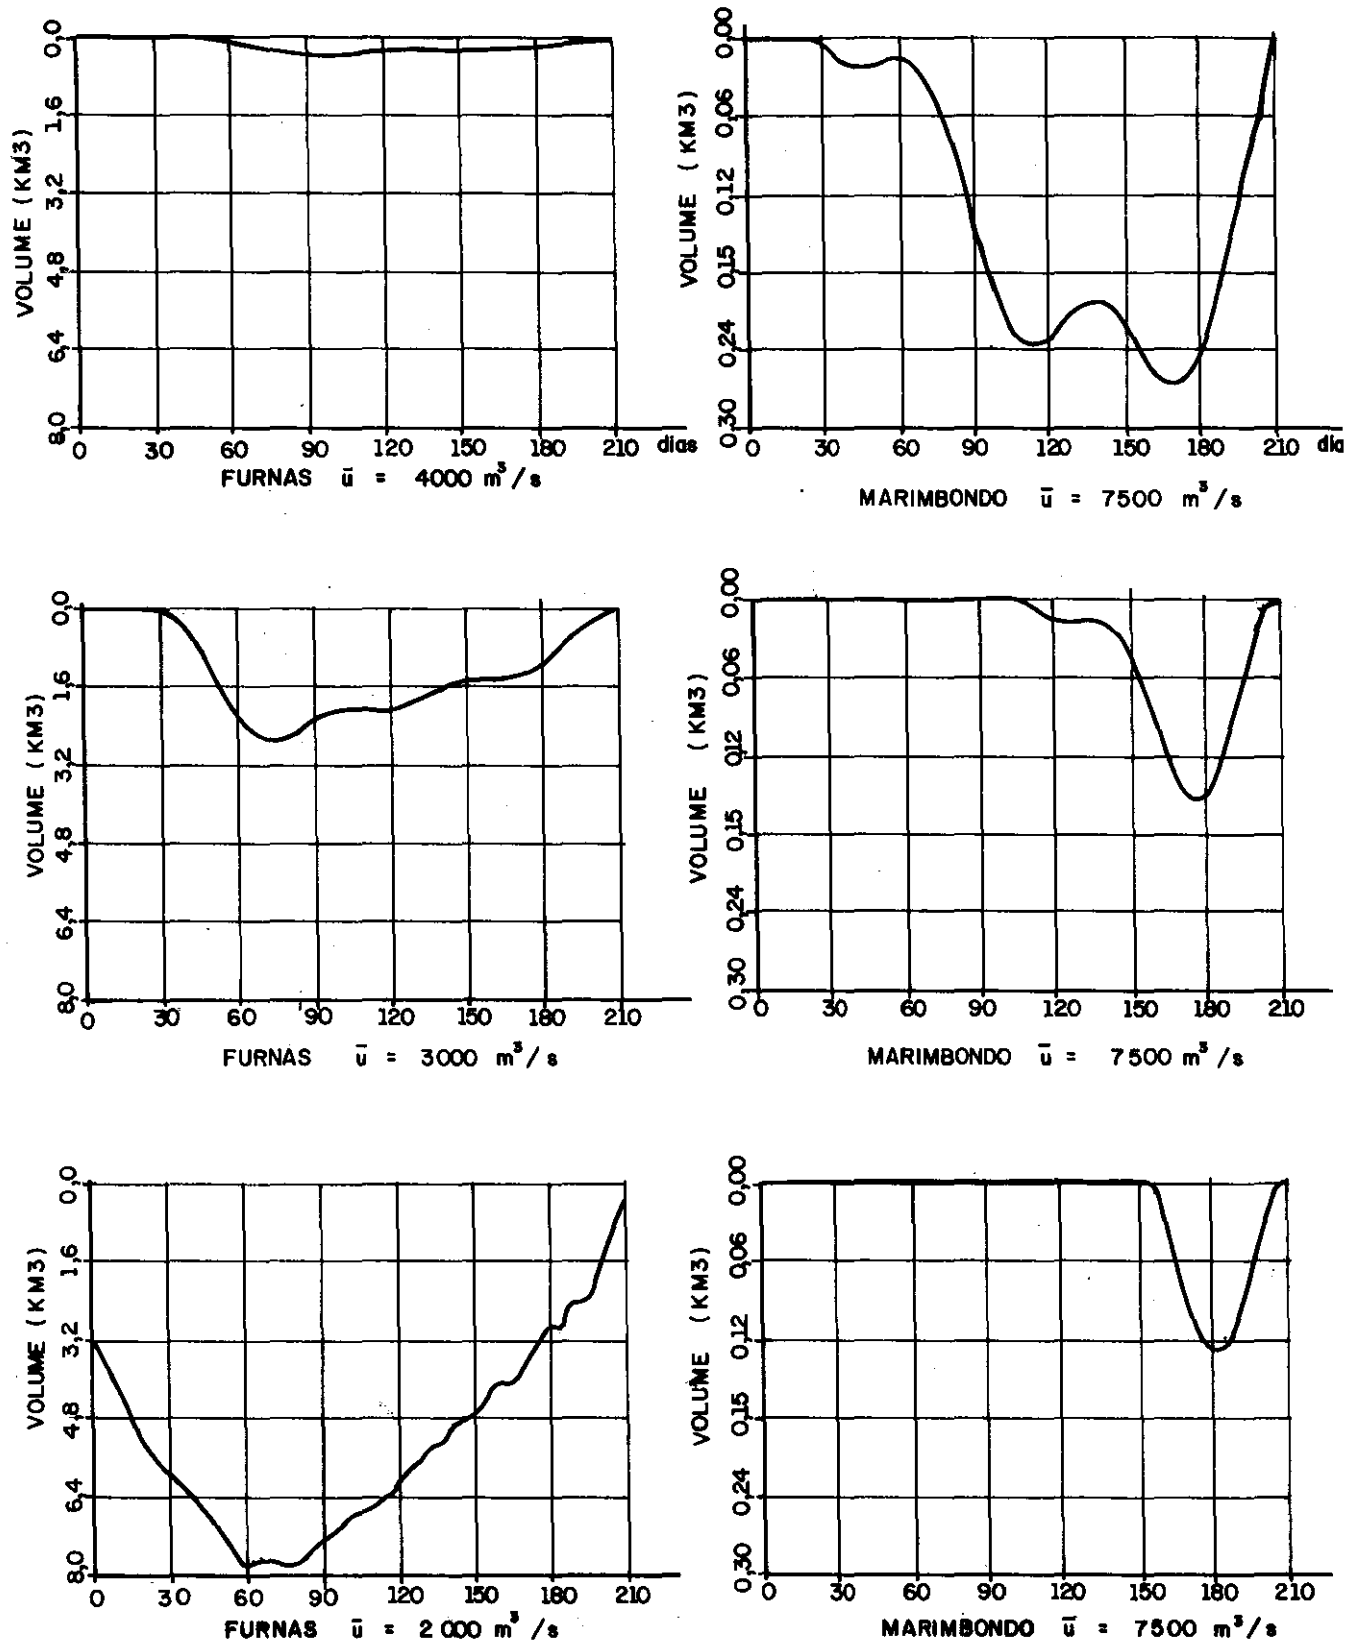 VOLUME (KM3)
0,0
1,6
3,2
4,8
6,4
8,0
0 30 60 90 120 150 180 210 dias
FURNAS ū = 4000 m³/s
VOLUME (KM3)
0,00
0,06
0,12
0,15
0,24
0,30
0 30 60 90 120 150 180 210 dia
MARIMBONDO ū = 7500 m³/s
VOLUME (KM3)
0,0
1,6
3,2
4,8
6,4
8,0
0 30 60 90 120 150 180 210
FURNAS ū = 3000 m³/s
VOLUME (KM3)
0,00
0,06
0,12
0,15
0,24
0,30
0 30 60 90 120 150 180 210
MARIMBONDO ū = 7500 m³/s
VOLUME (KM3)
0,0
1,6
3,2
4,8
6,4
8,0
0 30 60 90 120 150 180 210
FURNAS ū = 2000 m³/s
VOLUME (KM3)
0,00
0,06
0,12
0,15
0,24
0,30
0 30 60 90 120 150 180 210
MARIMBONDO ū = 7500 m³/s